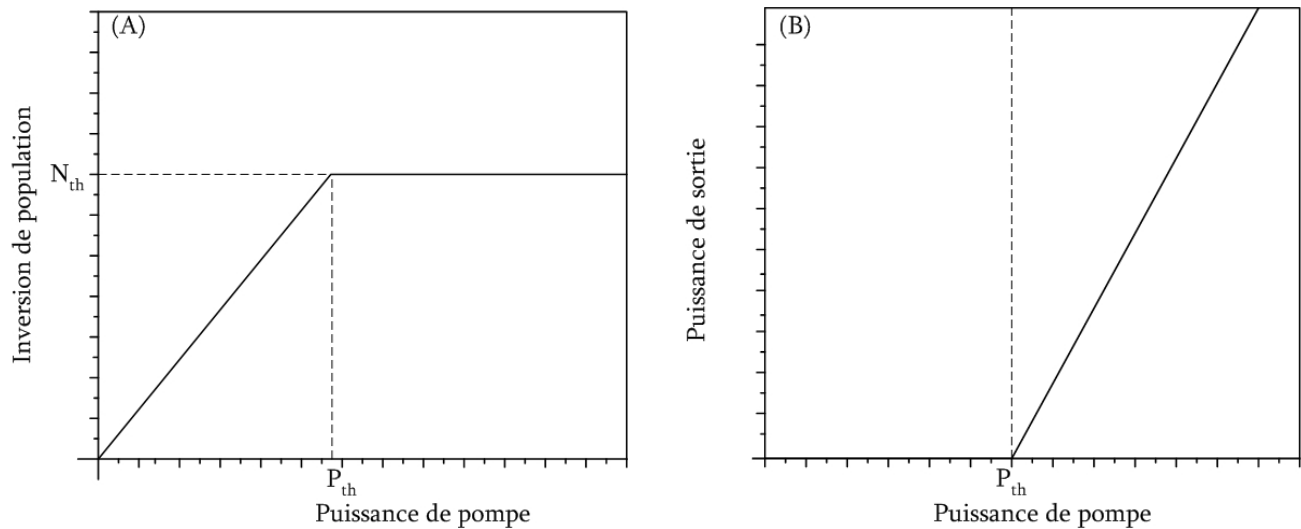 (A)
Inversion de population
N_th
P_th
Puissance de pompe
(B)
Puissance de sortie
P_th
Puissance de pompe